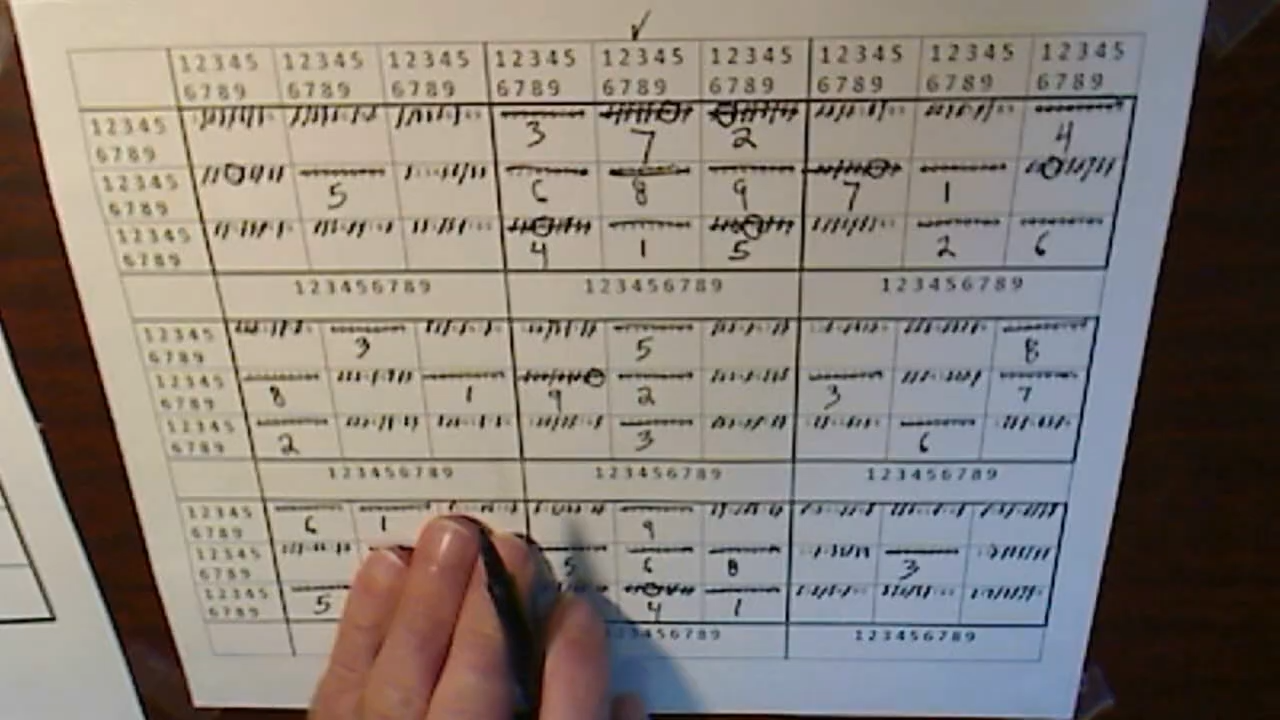 12345 12345 12345 12345 12345 12345 12345 12345 12345
6789 6789 6789 6789 6789 6789 6789 6789 6789
12345 3 7 2 4
6789
12345 5 6 8 9 7 1
6789
12345 4 1 5 2 6
6789
123456789 123456789 123456789
12345 3 5 8
6789
12345 8 1 9 2 3 7
6789
12345 2 3 6
6789
123456789 123456789 123456789
12345 6 1 9
6789
12345 5 6 8 3
6789
12345 5 4 1
6789
123456789